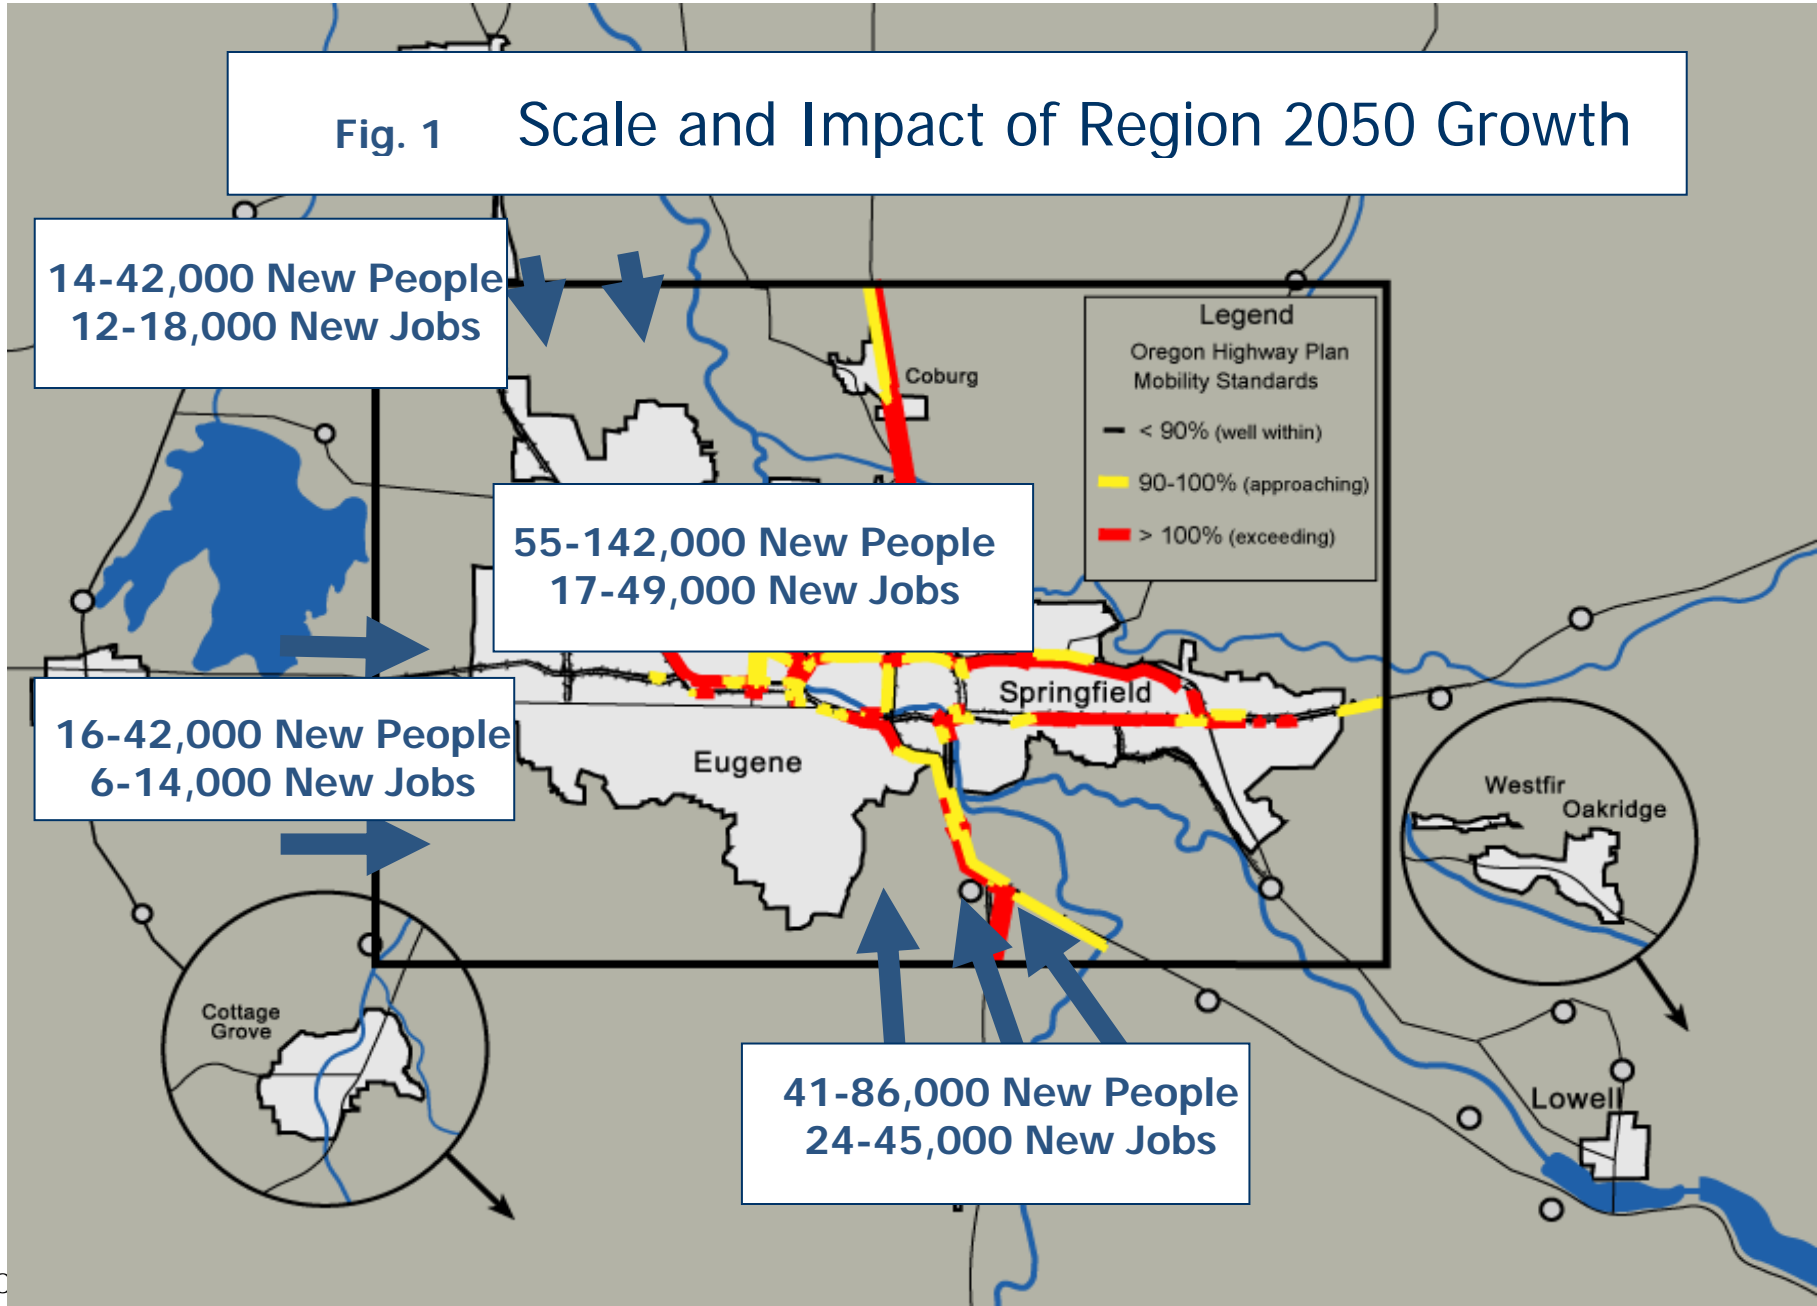 Fig. 1 Scale and Impact of Region 2050 Growth
14-42,000 New People
12-18,000 New Jobs
Legend
Oregon Highway Plan
Mobility Standards
< 90% (well within)
90-100% (approaching)
> 100% (exceeding)
Coburg
55-142,000 New People
17-49,000 New Jobs
Springfield
16-42,000 New People
6-14,000 New Jobs
Eugene
Westfir
Oakridge
Cottage
Grove
41-86,000 New People
24-45,000 New Jobs
Lowell